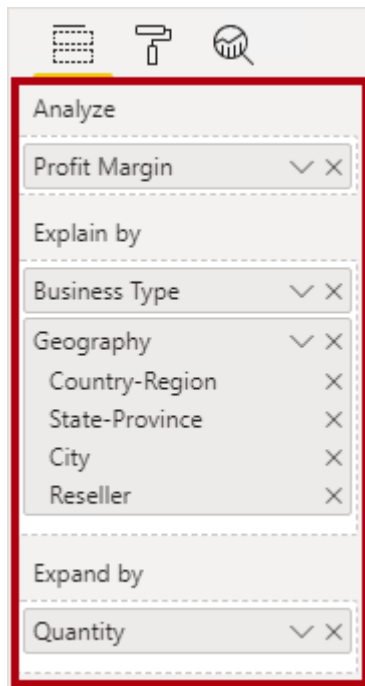 Analyze
Profit Margin
Explain by
Business Type
Geography
Country-Region
State-Province
City
Reseller
Expand by
Quantity